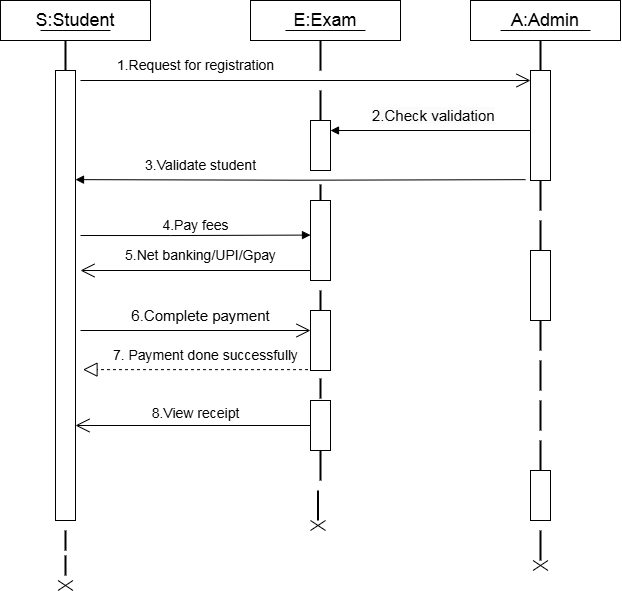 S:Student
E:Exam
A:Admin
1.Request for registration
2.Check validation
3.Validate student
4.Pay fees
5.Net banking/UPI/Gpay
6.Complete payment
7. Payment done successfully
8.View receipt